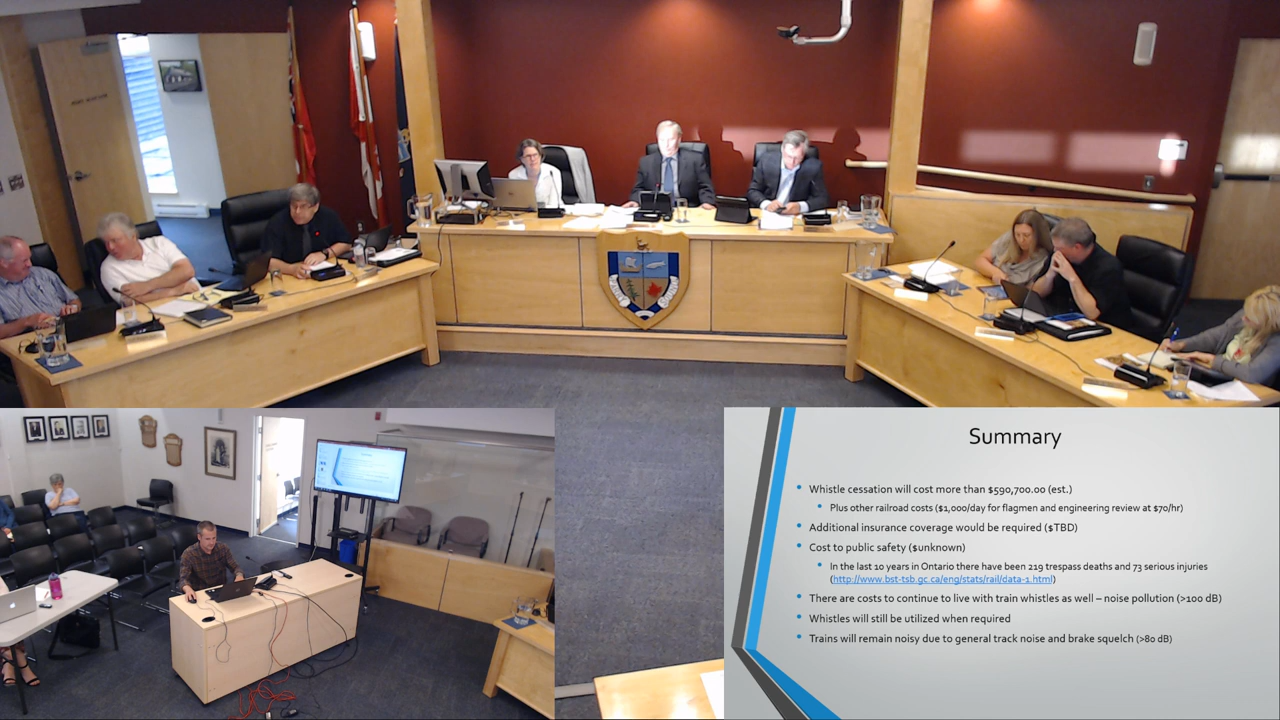 Summary
• Whistle cessation will cost more than $590,700.00 (est.)
• Plus other railroad costs ($1,000/day for flagmen and engineering review at $70/hr)
• Additional insurance coverage would be required ($TBD)
• Cost to public safety ($unknown)
• In the last 10 years in Ontario there have been 219 trespass deaths and 73 serious injuries
(http://www.bst-tsb.gc.ca/eng/stats/rail/data-1.html)
• There are costs to continue to live with train whistles as well – noise pollution (>100 dB)
• Whistles will still be utilized when required
• Trains will remain noisy due to general track noise and brake squelch (>80 dB)